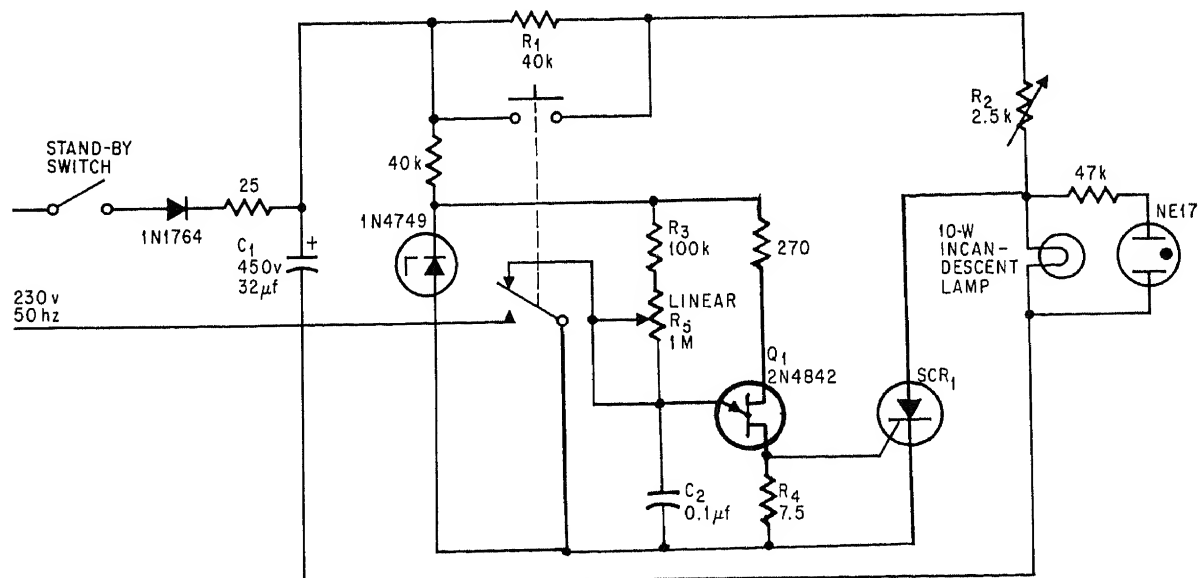 R1
40k
R2
2.5k
STAND-BY
SWITCH
40k
47k
25
1N4749
NE17
1N1764
R3
100k
270
10-W
INCAN-
DESCENT
LAMP
C1
450v
32µf
+
LINEAR
R5
1M
230v
50hz
Q1
2N4842
SCR1
C2
0.1µf
R4
7.5